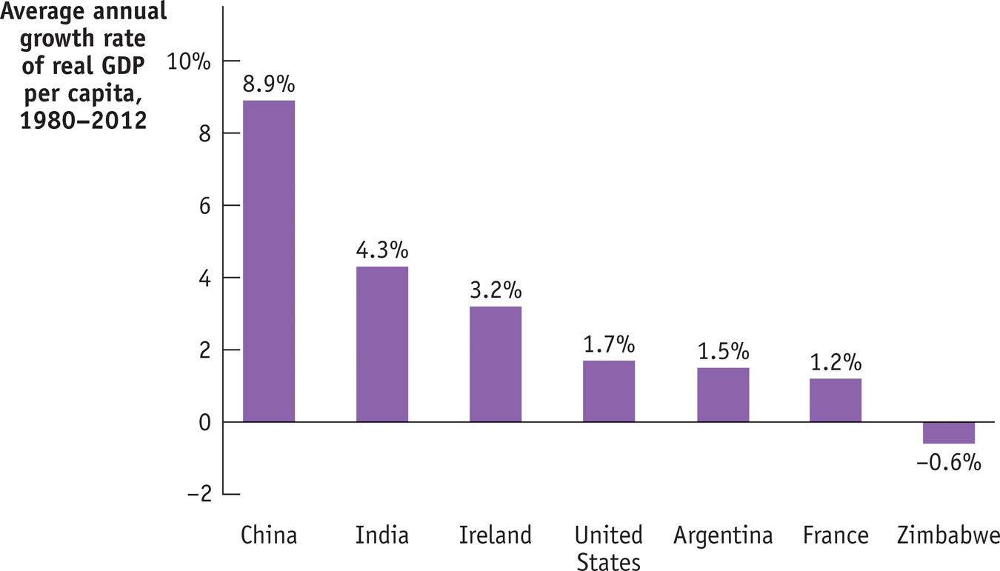 Average annual
growth rate
of real GDP
per capita,
1980–2012
10%
8
6
4
2
0
–2
8.9%
4.3%
3.2%
1.7%
1.5%
1.2%
–0.6%
China
India
Ireland
United
States
Argentina
France
Zimbabwe